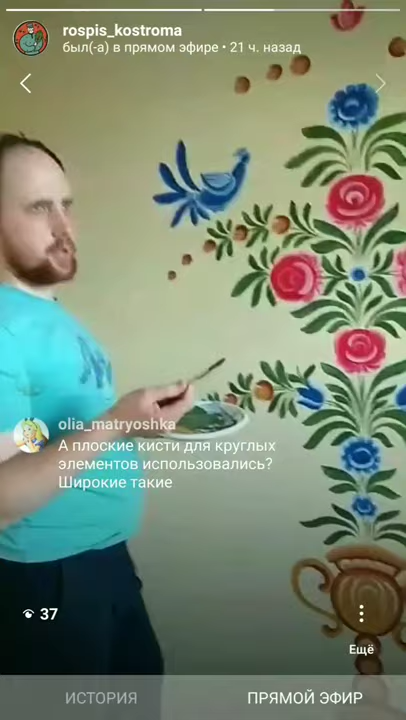 rospis_kostroma
был(-а) в прямом эфире • 21 ч. назад
olia_matryoshka
А плоские кисти для круглых
элементов использовались?
Широкие такие
37
Ещё
ИСТОРИЯ
ПРЯМОЙ ЭФИР